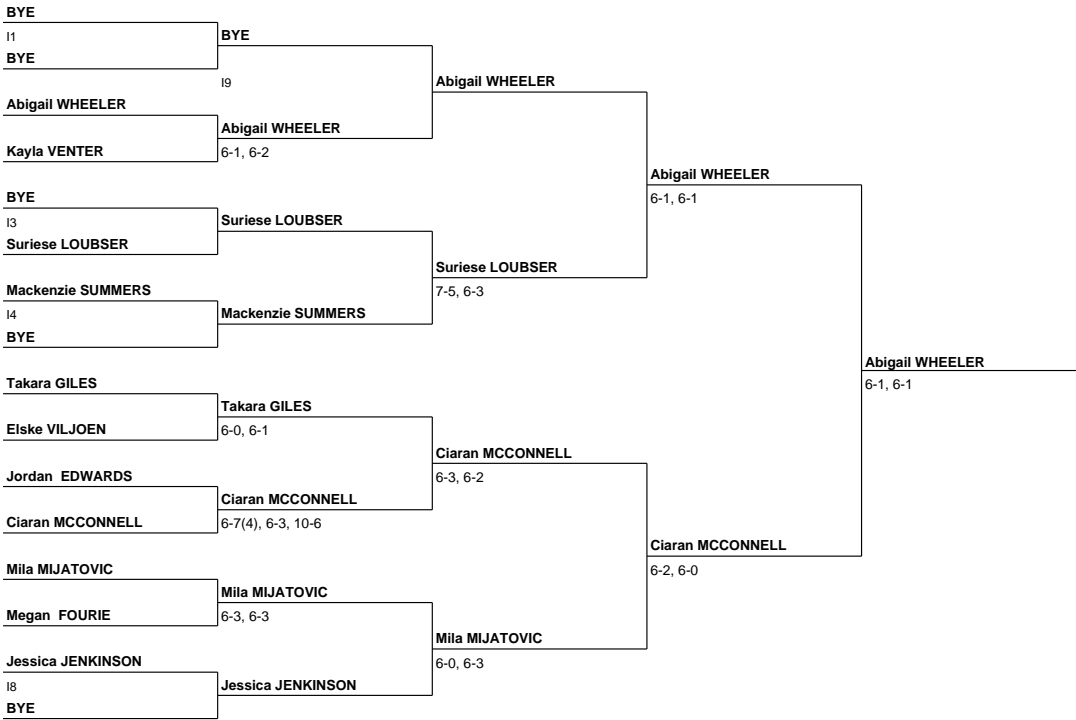 BYE
I1
BYE
Abigail WHEELER
Kayla VENTER
BYE
I3
Suriese LOUBSER
Mackenzie SUMMERS
I4
BYE
Takara GILES
Elske VILJOEN
Jordan  EDWARDS
Ciaran MCCONNELL
Mila MIJATOVIC
Megan  FOURIE
Jessica JENKINSON
I8
BYE
BYE
I9
Abigail WHEELER
6-1, 6-2
Suriese LOUBSER
Mackenzie SUMMERS
Takara GILES
6-0, 6-1
Ciaran MCCONNELL
6-7(4), 6-3, 10-6
Mila MIJATOVIC
6-3, 6-3
Jessica JENKINSON
Abigail WHEELER
Suriese LOUBSER
7-5, 6-3
Ciaran MCCONNELL
6-3, 6-2
Mila MIJATOVIC
6-0, 6-3
Abigail WHEELER
6-1, 6-1
Ciaran MCCONNELL
6-2, 6-0
Abigail WHEELER
6-1, 6-1